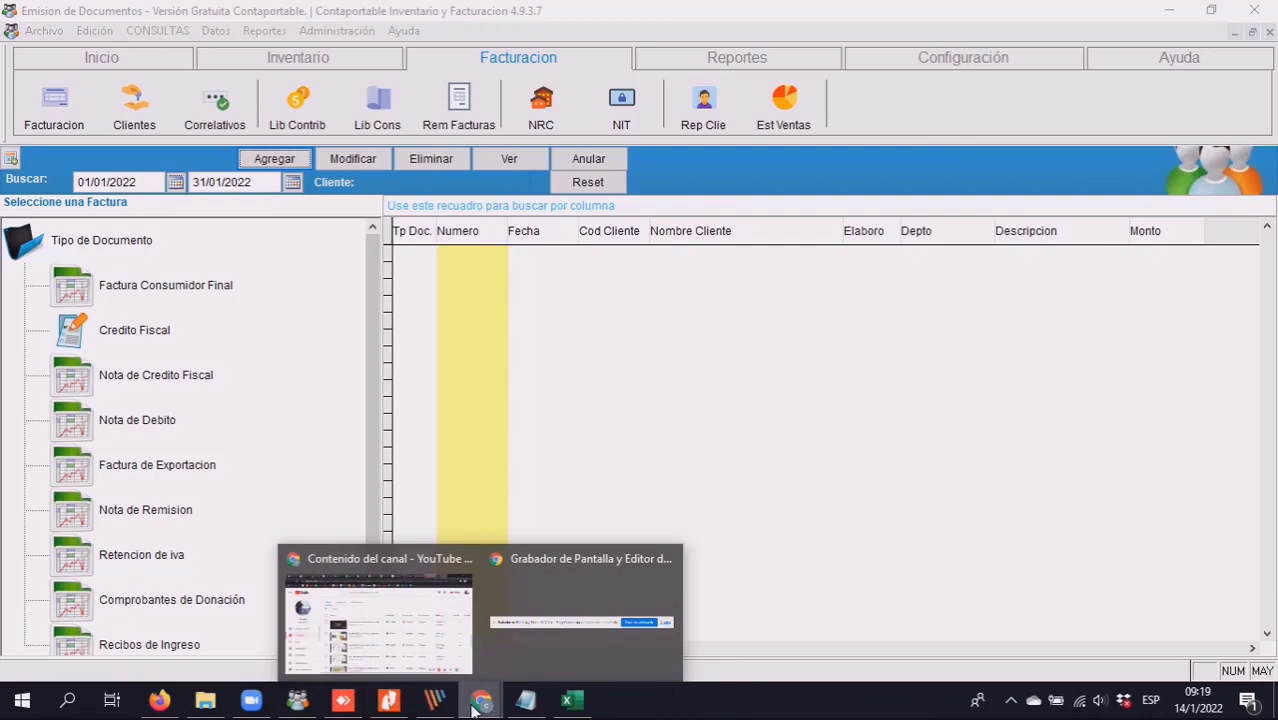 Emision de Documentos - Versión Gratuita Contaportable. | Contaportable Inventario y Facturacion 4.9.3.7
Archivo Edición CONSULTAS Datos Reportes Administración Ayuda
Inicio Inventario Facturacion Reportes Configuración Ayuda
Facturacion Clientes Correlativos Lib Contrib Lib Cons Rem Facturas NRC NIT Rep Clie Est Ventas
Agregar Modificar Eliminar Ver Anular
Buscar: 01/01/2022 31/01/2022 Cliente: Reset
Seleccione una Factura
Use este recuadro para buscar por columna
Tp Doc. Numero Fecha Cod Cliente Nombre Cliente Elaboro Depto Descripcion Monto
Tipo de Documento
Factura Consumidor Final
Credito Fiscal
Nota de Credito Fiscal
Nota de Debito
Factura de Exportacion
Nota de Remision
Retencion de iva
Comprobantes de Donación
Recibos de Ingreso
Contenido del canal - YouTube ...
Grabador de Pantalla y Editor d...
NUM MAY
ESP
09:19
14/1/2022